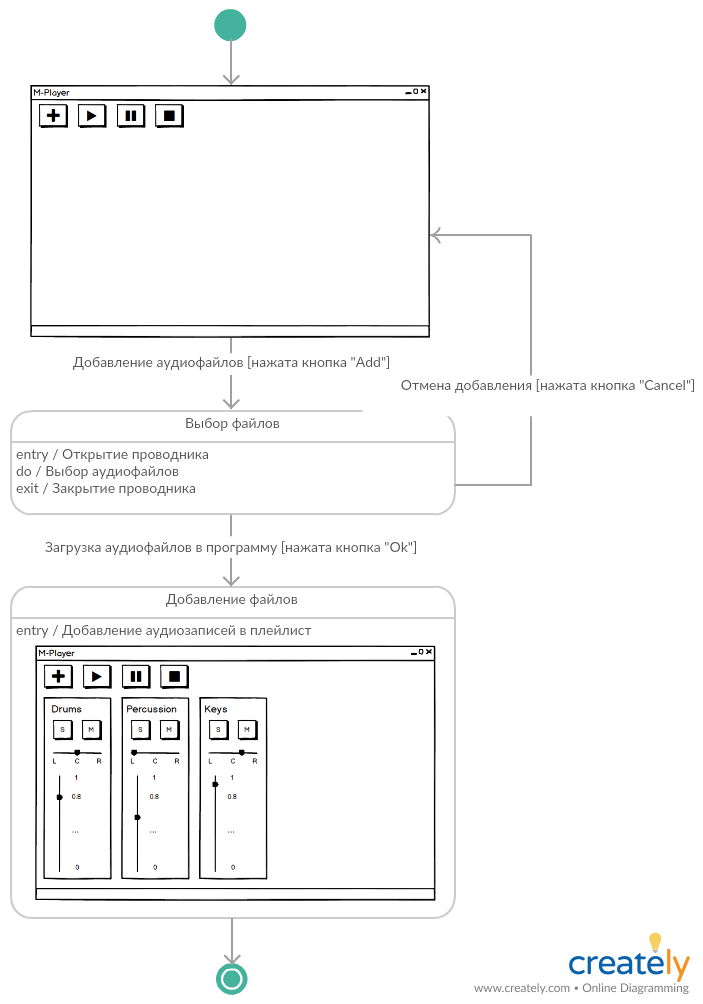 M-Player
Добавление аудиофайлов [нажата кнопка "Add"]
Отмена добавления [нажата кнопка "Cancel"]
Выбор файлов
entry / Открытие проводника
do / Выбор аудиофайлов
exit / Закрытие проводника
Загрузка аудиофайлов в программу [нажата кнопка "Ok"]
Добавление файлов
entry / Добавление аудиозаписей в плейлист
M-Player
Drums Percussion Keys
S M S M S M
L C R L C R L C R
1 1 1
0.8 0.8 0.8
... ... ...
0 0 0
creately
www.creately.com • Online Diagramming